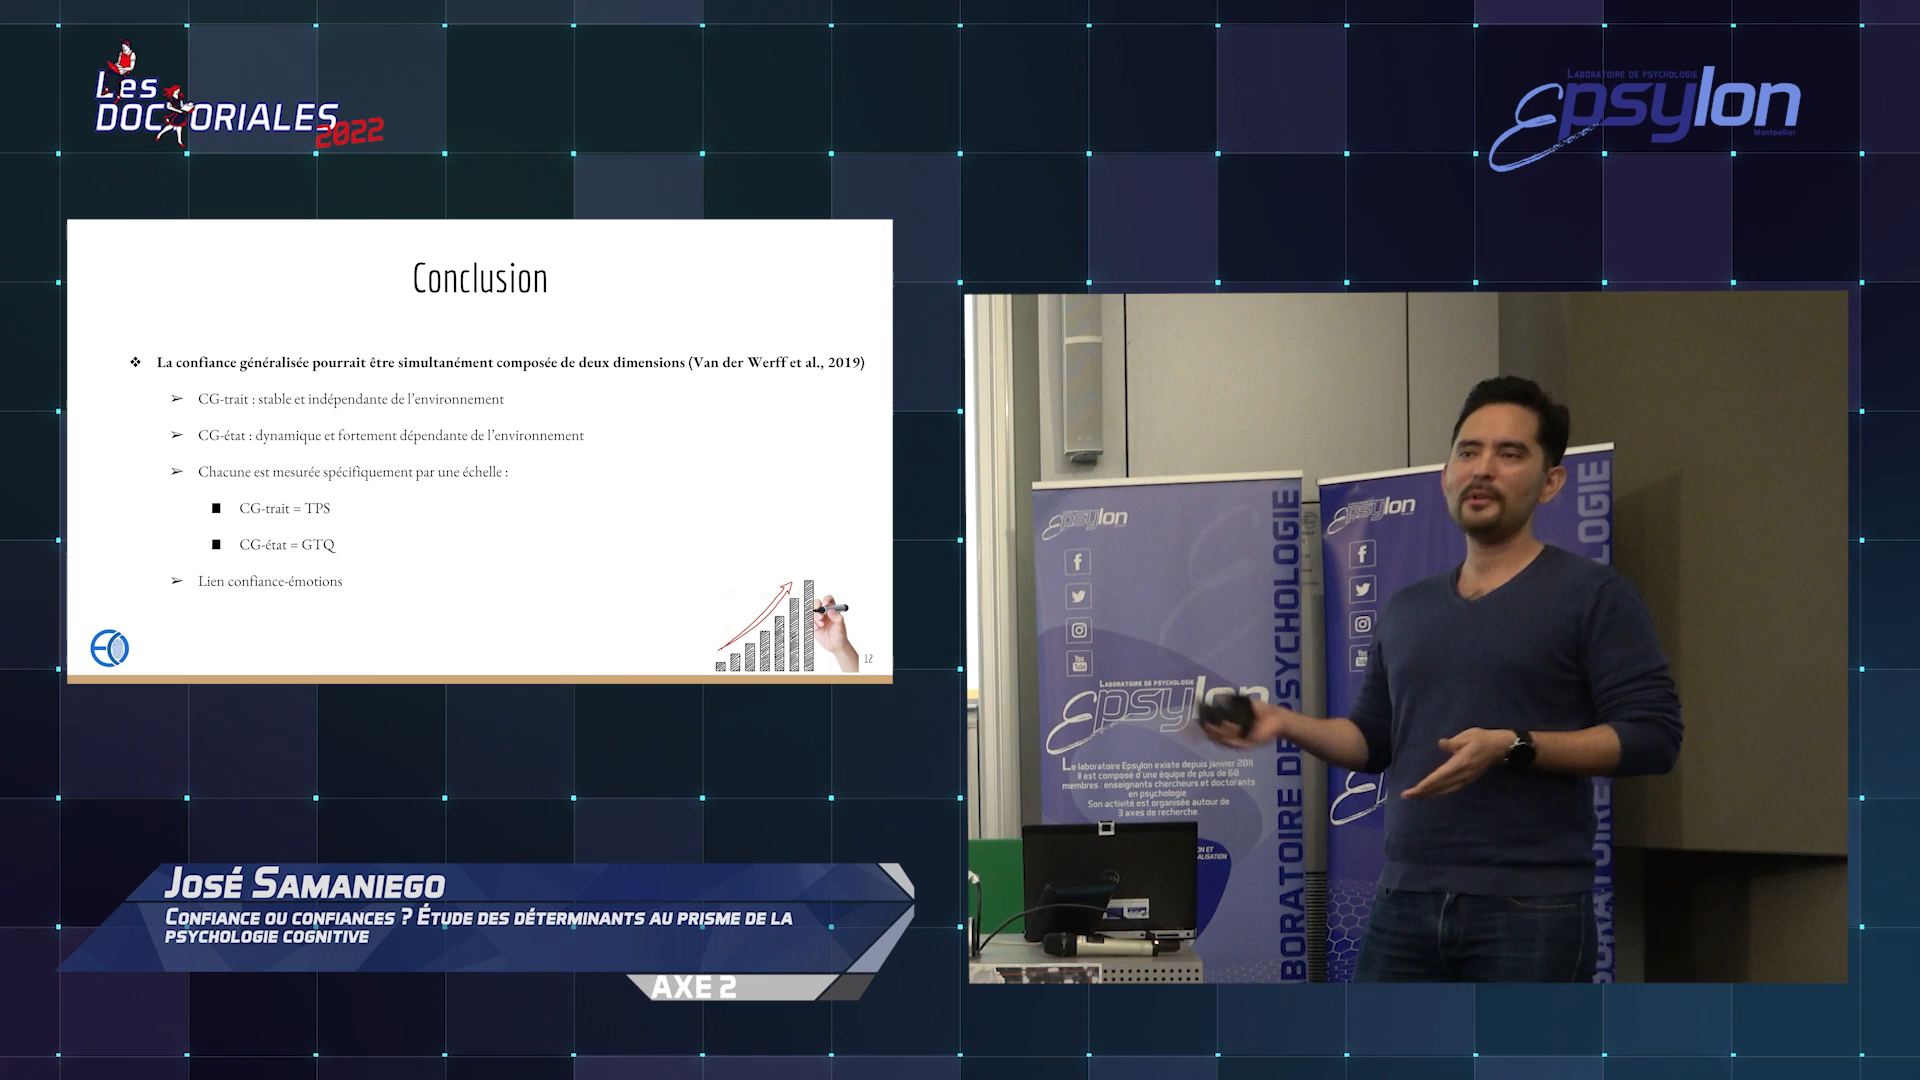 Les
DOCTORIALES
2022
LABORATOIRE DE PSYCHOLOGIE
Epsylon
Montpellier
Conclusion
❖ La confiance généralisée pourrait être simultanément composée de deux dimensions (Van der Werff et al., 2019)
➢ CG-trait : stable et indépendante de l'environnement
➢ CG-état : dynamique et fortement dépendante de l'environnement
➢ Chacune est mesurée spécifiquement par une échelle :
■ CG-trait = TPS
■ CG-état = GTQ
➢ Lien confiance-émotions
12
José Samaniego
Confiance ou confiances ? Étude des déterminants au prisme de la
psychologie cognitive
AXE 2
Epsylon
LABORATOIRE DE PSYCHOLOGIE
Epsylon
Le laboratoire Epsylon existe depuis janvier 2011
Il est composé d'une équipe de plus de 60
membres : enseignants chercheurs et doctorants
en psychologie
Son activité est organisée autour de
3 axes de recherche
BORATOIRE DE PSYCHOLOGIE
Epsylon
You
Tube